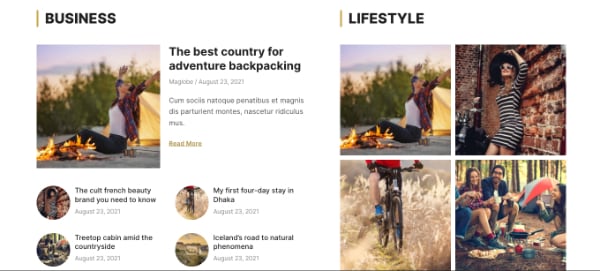 BUSINESS
The best country for
adventure backpacking
Maglobe / August 23, 2021
Cum sociis natoque penatibus et magnis
dis parturient montes, nascetur ridiculus
mus.
Read More
The cult french beauty
brand you need to know
August 23, 2021
My first four-day stay in
Dhaka
August 23, 2021
Treetop cabin amid the
countryside
August 23, 2021
Iceland's road to natural
phenomena
August 23, 2021
LIFESTYLE